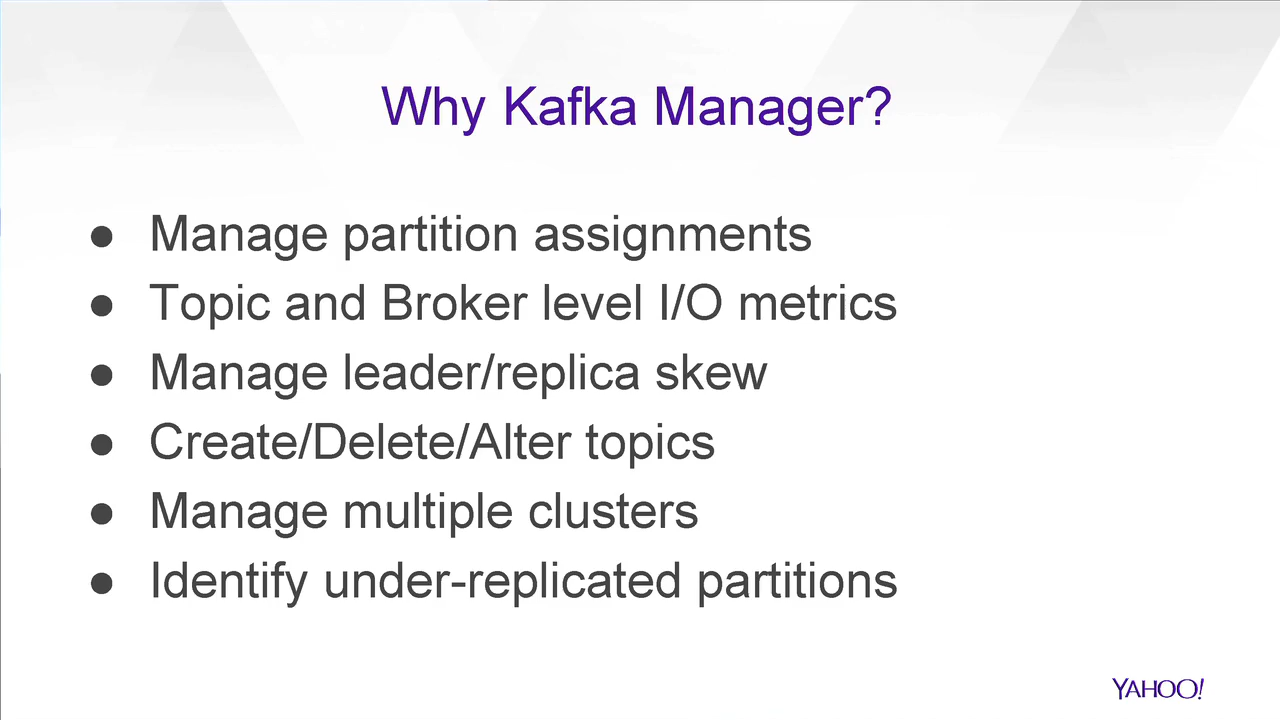 Why Kafka Manager?
● Manage partition assignments
● Topic and Broker level I/O metrics
● Manage leader/replica skew
● Create/Delete/Alter topics
● Manage multiple clusters
● Identify under-replicated partitions
YAHOO!